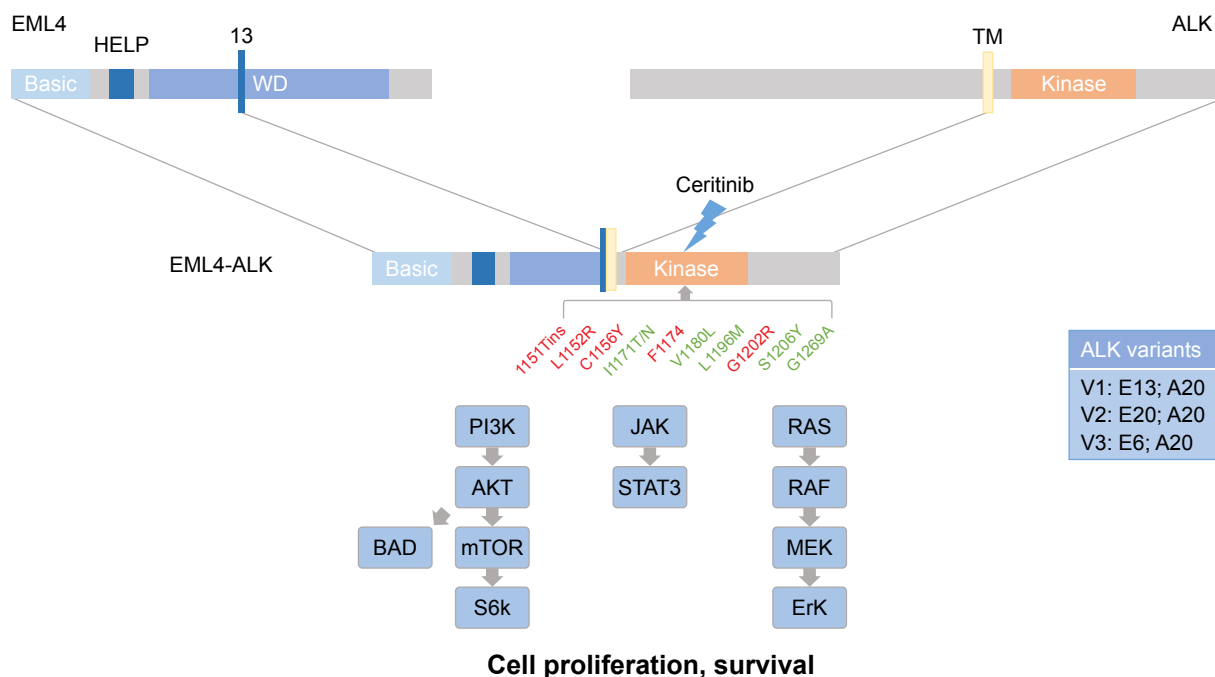 EML4
HELP
13
TM
ALK
Basic
WD
Kinase
Ceritinib
EML4-ALK
Basic
Kinase
1151Tins
L1152R
C1156Y
I1171T/N
F1174
V1180L
L1196M
G1202R
S1206Y
G1269A
ALK variants
V1: E13; A20
V2: E20; A20
V3: E6; A20
PI3K
JAK
RAS
AKT
STAT3
RAF
BAD
mTOR
MEK
S6k
ErK
Cell proliferation, survival